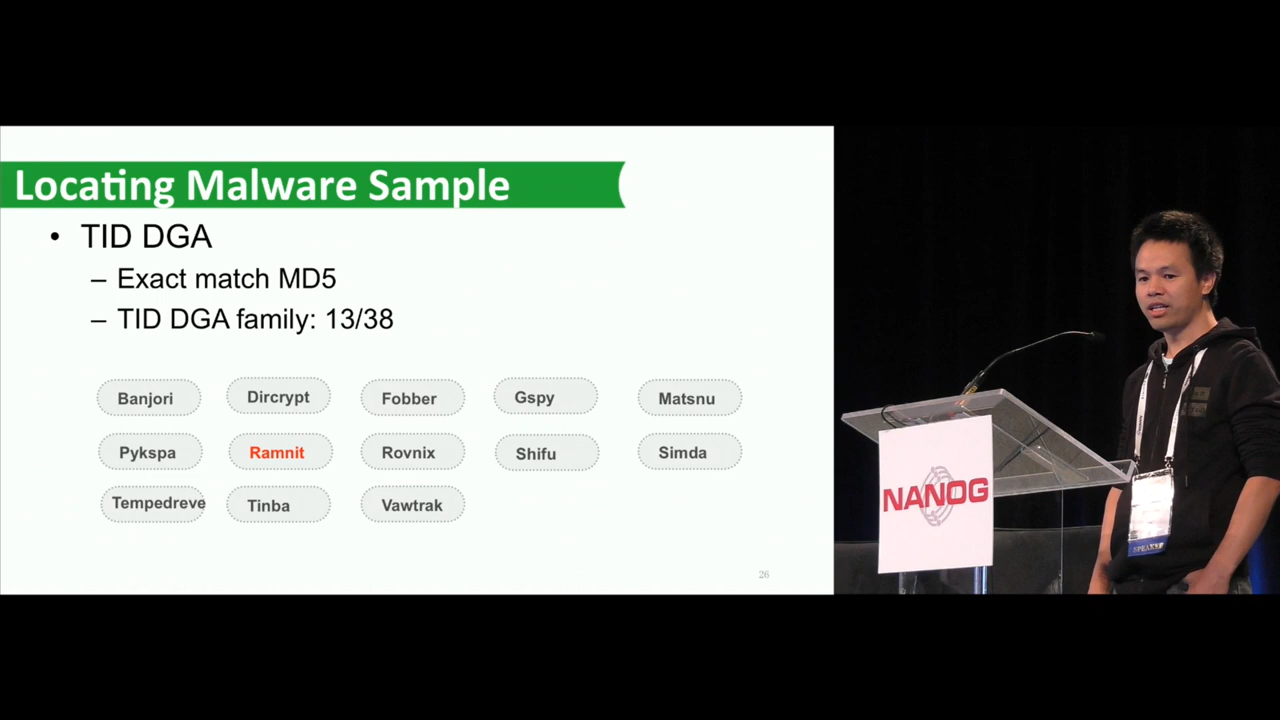 Locating Malware Sample
• TID DGA
– Exact match MD5
– TID DGA family: 13/38
Banjori Dircrypt Fobber Gspy Matsnu
Pykspa Ramnit Rovnix Shifu Simda
Tempedreve Tinba Vawtrak
26
NANOG
SPEAKER